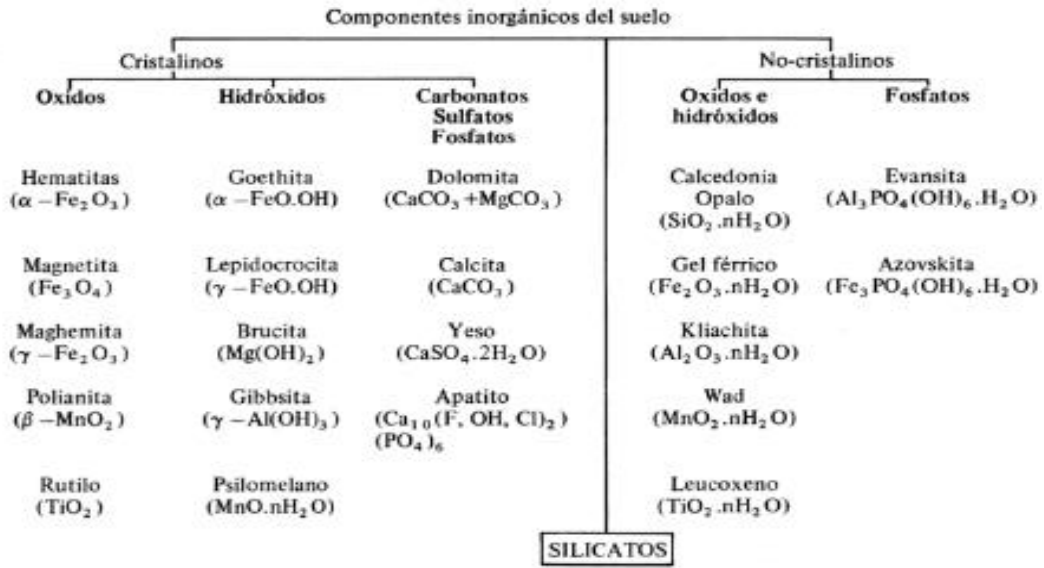 Componentes inorgánicos del suelo
Cristalinos
No-cristalinos
Oxidos
Hidróxidos
Carbonatos
Sulfatos
Fosfatos
Oxidos e
hidróxidos
Fosfatos
Hematitas
(α – Fe₂O₃)
Goethita
(α – FeO.OH)
Dolomita
(CaCO₃ + MgCO₃)
Calcedonia
Opalo
(SiO₂.nH₂O)
Evansita
(Al₃PO₄(OH)₆.H₂O)
Magnetita
(Fe₃O₄)
Lepidocrocita
(γ – FeO.OH)
Calcita
(CaCO₃)
Gel férrico
(Fe₂O₃.nH₂O)
Azovskita
(Fe₃PO₄(OH)₆.H₂O)
Maghemita
(γ – Fe₂O₃)
Brucita
(Mg(OH)₂)
Yeso
(CaSO₄.2H₂O)
Kliachita
(Al₂O₃.nH₂O)
Polianita
(β – MnO₂)
Gibbsita
(γ – Al(OH)₃)
Apatito
(Ca₁₀(F, OH, Cl)₂)
(PO₄)₆
Wad
(MnO₂.nH₂O)
Rutilo
(TiO₂)
Psilomelano
(MnO.nH₂O)
Leucoxeno
(TiO₂.nH₂O)
SILICATOS